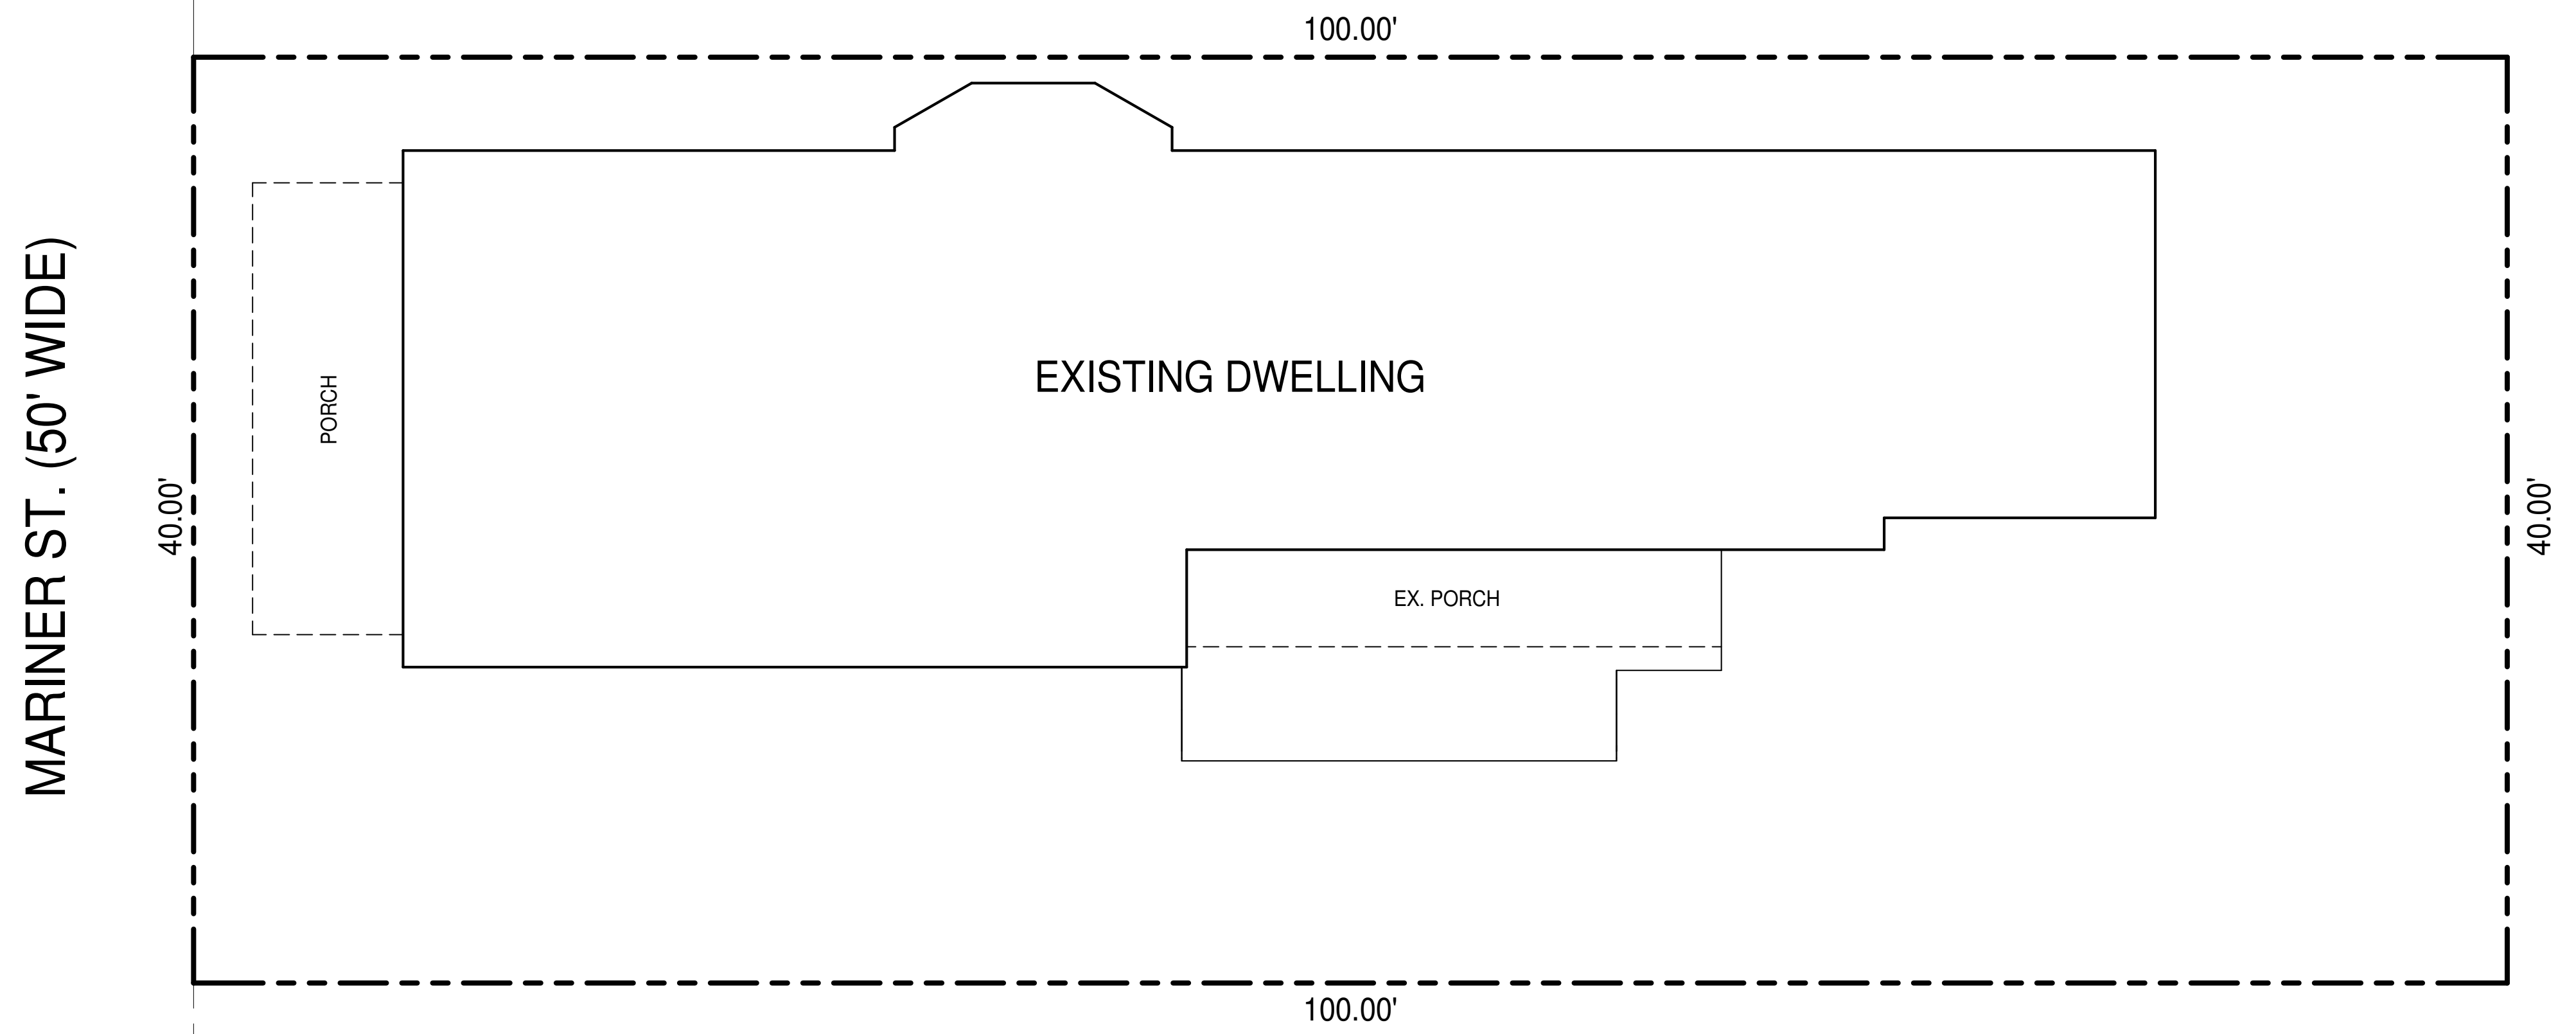 100.00'
MARINER ST. (50' WIDE)
40.00'
PORCH
EXISTING DWELLING
EX. PORCH
40.00'
100.00'